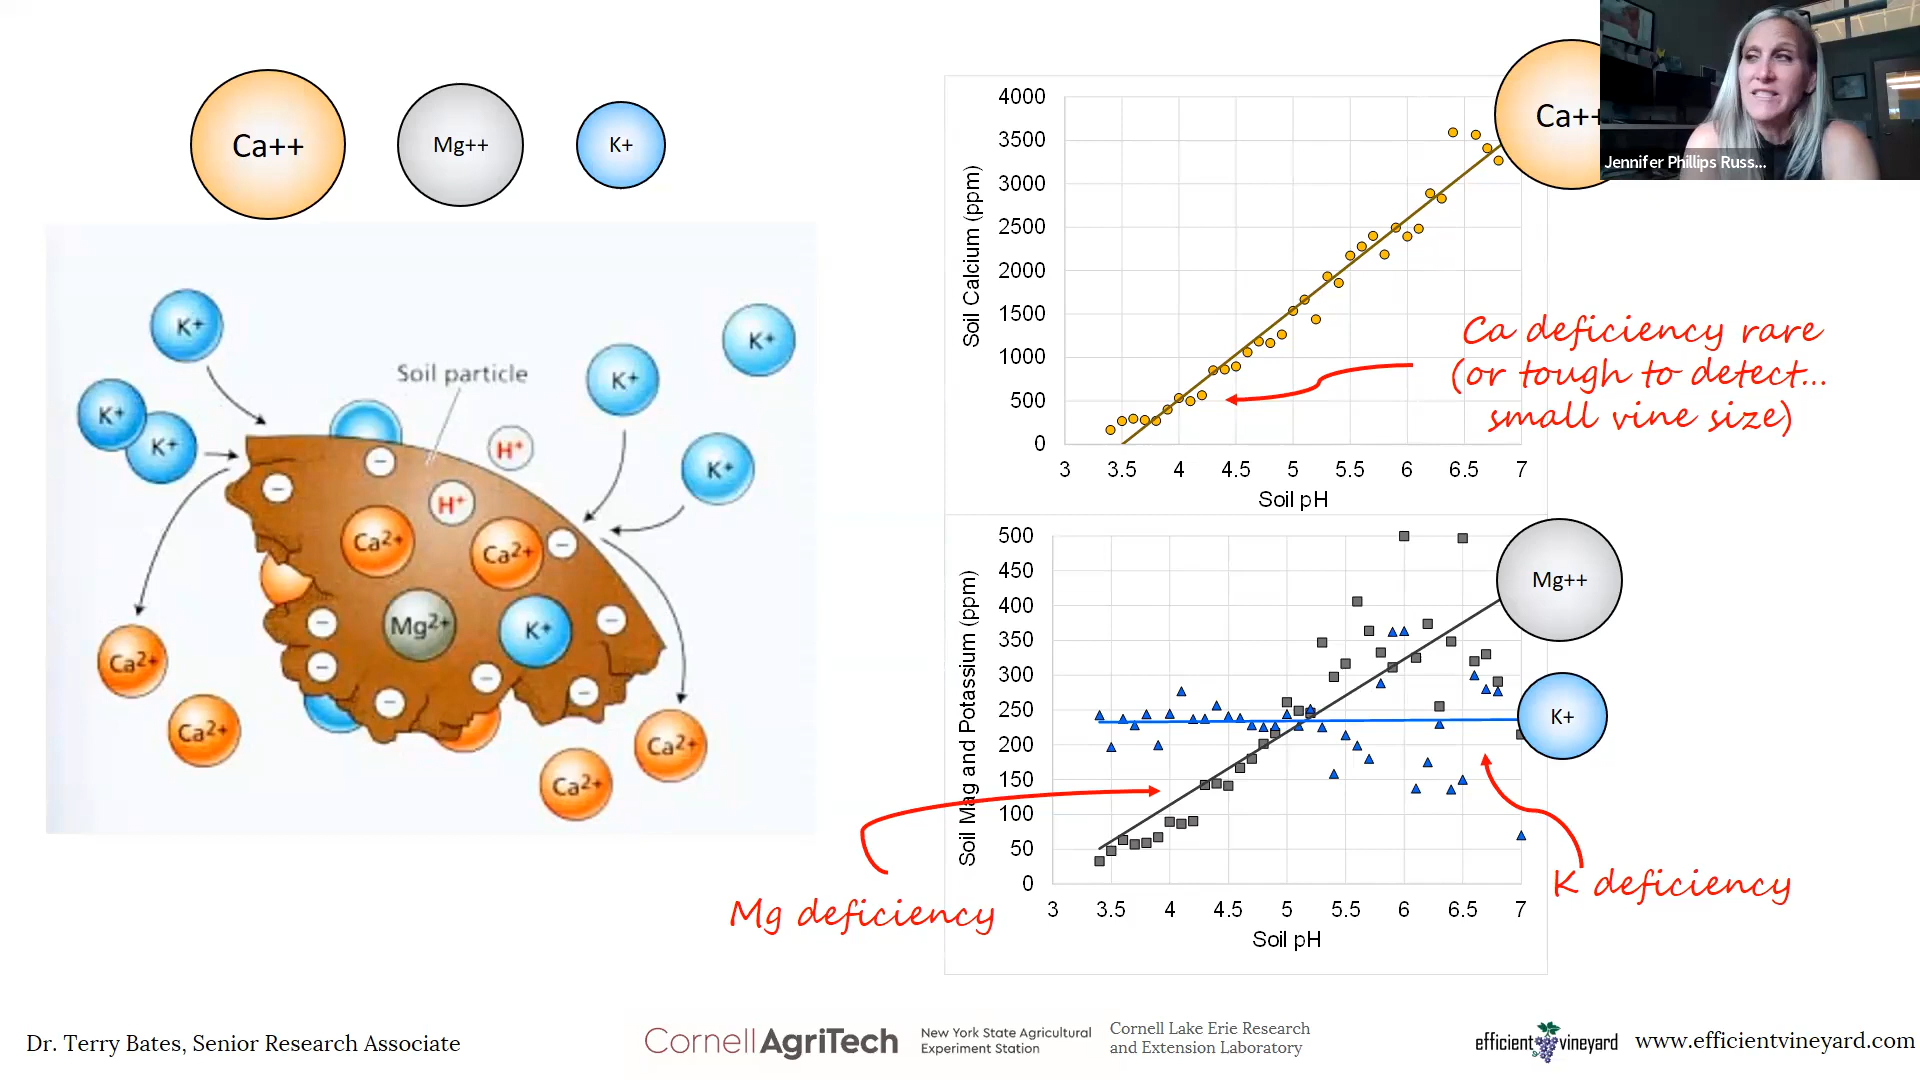 Ca++
Mg++
K+
K+
K+
K+
K+
K+
K+
Soil particle
H+
H+
−
−
−
−
−
−
−
−
−
Ca2+
Ca2+
Mg2+
K+
Ca2+
Ca2+
Ca2+
Ca2+
4000
3500
3000
2500
2000
1500
1000
500
0
Soil Calcium (ppm)
3 3.5 4 4.5 5 5.5 6 6.5 7
Soil pH
Ca++
Jennifer Phillips Russ...
Ca deficiency rare
(or tough to detect...
small vine size)
500
450
400
350
300
250
200
150
100
50
0
Soil Mag and Potassium (ppm)
3 3.5 4 4.5 5 5.5 6 6.5 7
Soil pH
Mg++
K+
Mg deficiency
K deficiency
Dr. Terry Bates, Senior Research Associate
CornellAgriTech
New York State Agricultural
Experiment Station
Cornell Lake Erie Research
and Extension Laboratory
efficient vineyard
www.efficientvineyard.com